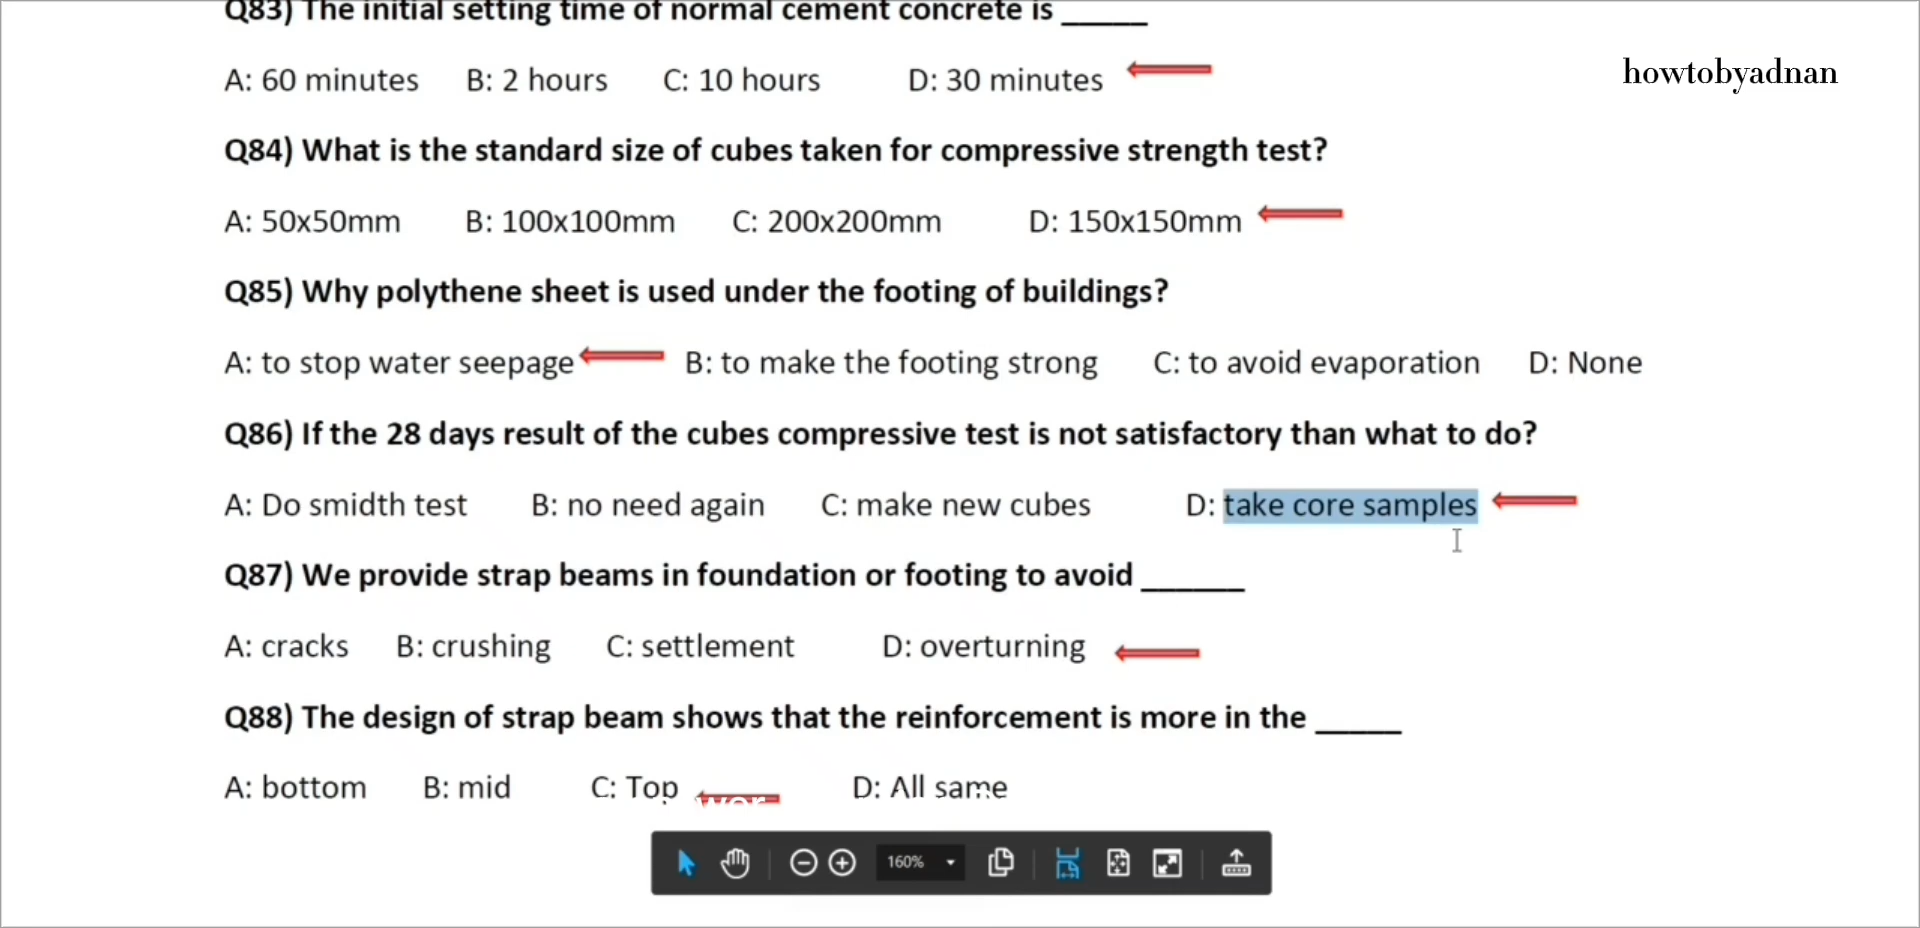 Q83) The initial setting time of normal cement concrete is _____
A: 60 minutes B: 2 hours C: 10 hours D: 30 minutes
howtobyadnan
Q84) What is the standard size of cubes taken for compressive strength test?
A: 50x50mm B: 100x100mm C: 200x200mm D: 150x150mm
Q85) Why polythene sheet is used under the footing of buildings?
A: to stop water seepage B: to make the footing strong C: to avoid evaporation D: None
Q86) If the 28 days result of the cubes compressive test is not satisfactory than what to do?
A: Do smidth test B: no need again C: make new cubes D: take core samples
Q87) We provide strap beams in foundation or footing to avoid ______
A: cracks B: crushing C: settlement D: overturning
Q88) The design of strap beam shows that the reinforcement is more in the _____
A: bottom B: mid C: Top D: All same
160%